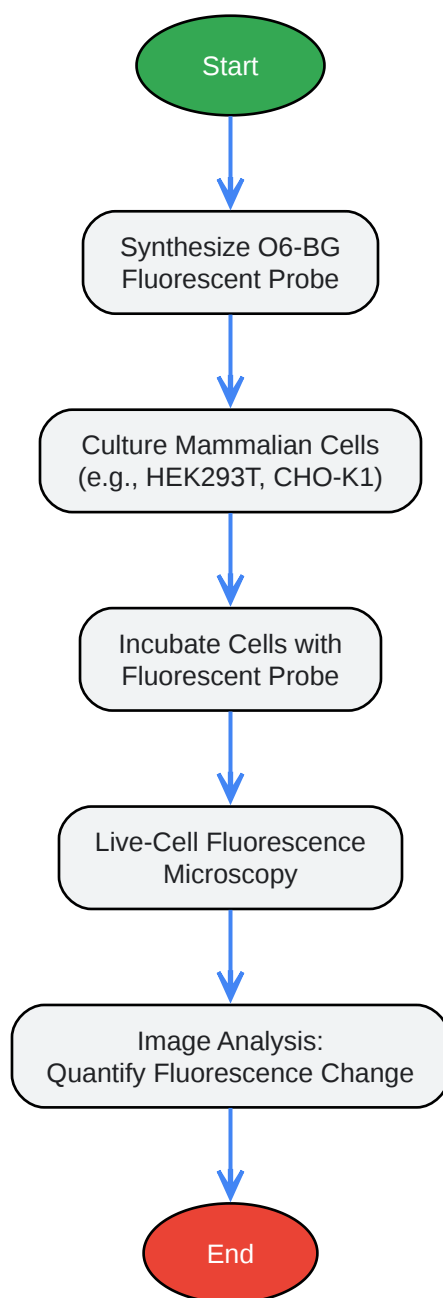 Start
Synthesize O6-BG
Fluorescent Probe
Culture Mammalian Cells
(e.g., HEK293T, CHO-K1)
Incubate Cells with
Fluorescent Probe
Live-Cell Fluorescence
Microscopy
Image Analysis:
Quantify Fluorescence Change
End